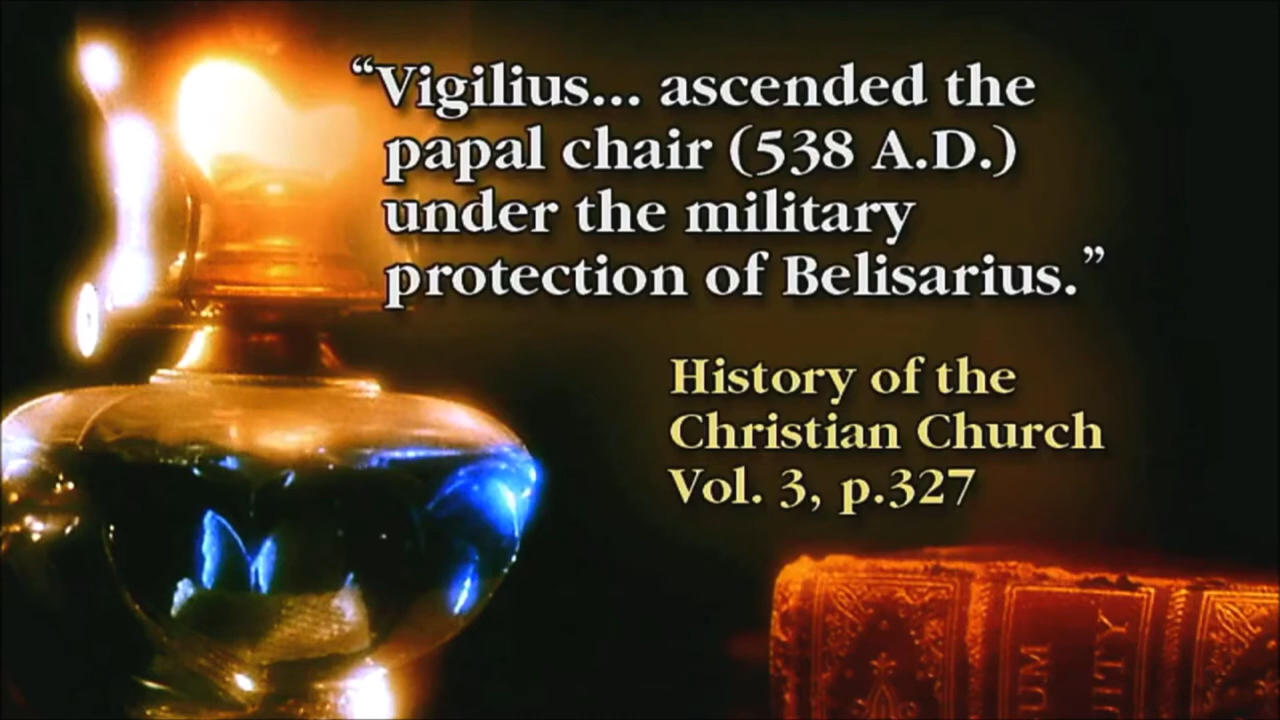 “Vigilius... ascended the
papal chair (538 A.D.)
under the military
protection of Belisarius.”
History of the
Christian Church
Vol. 3, p.327
UM